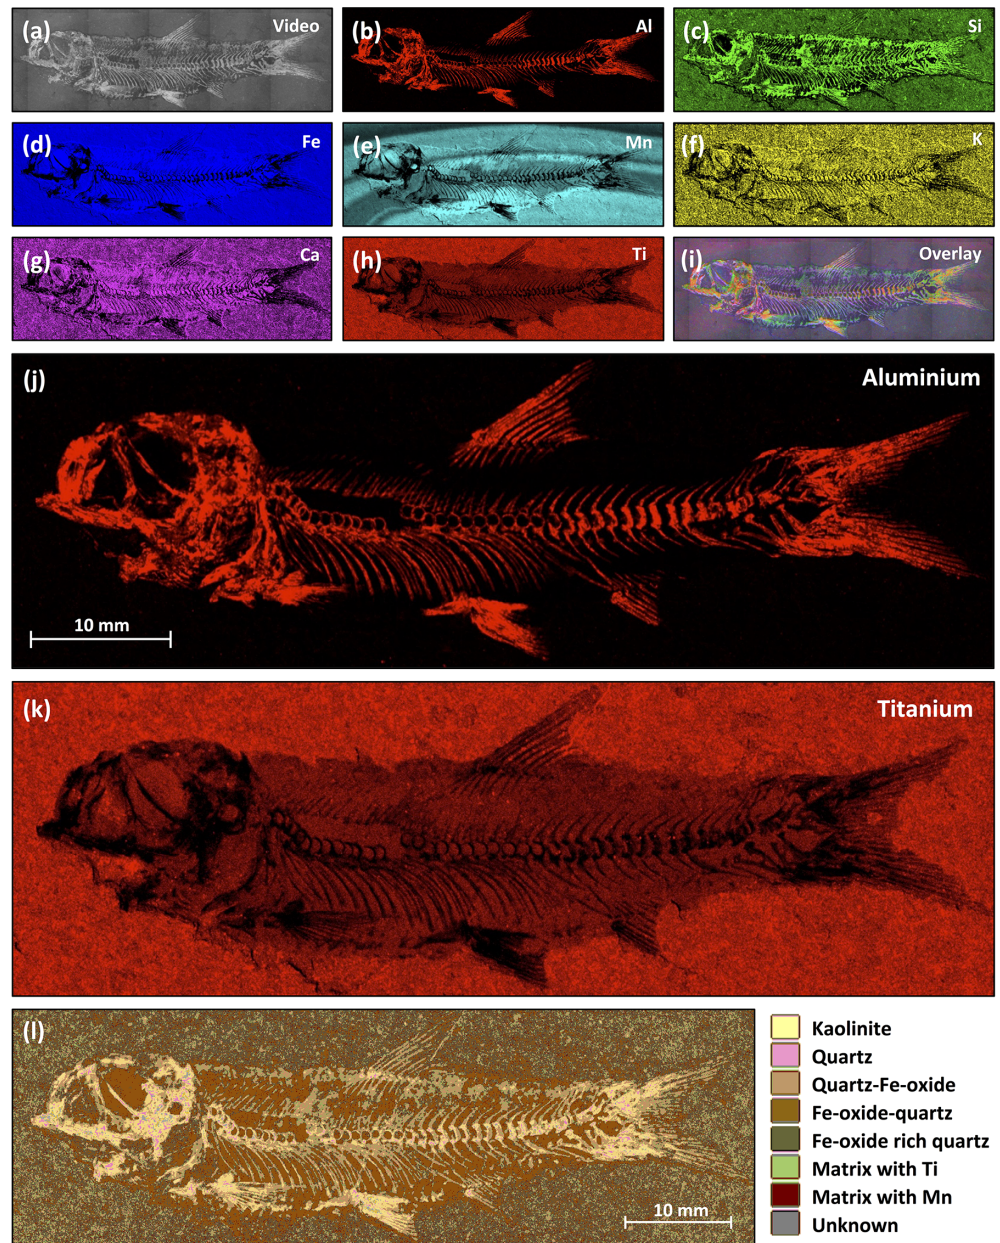 (a) Video
(b) Al
(c) Si
(d) Fe
(e) Mn
(f) K
(g) Ca
(h) Ti
(i) Overlay
(j) Aluminium
10 mm
(k) Titanium
(l)
10 mm
Kaolinite
Quartz
Quartz-Fe-oxide
Fe-oxide-quartz
Fe-oxide rich quartz
Matrix with Ti
Matrix with Mn
Unknown